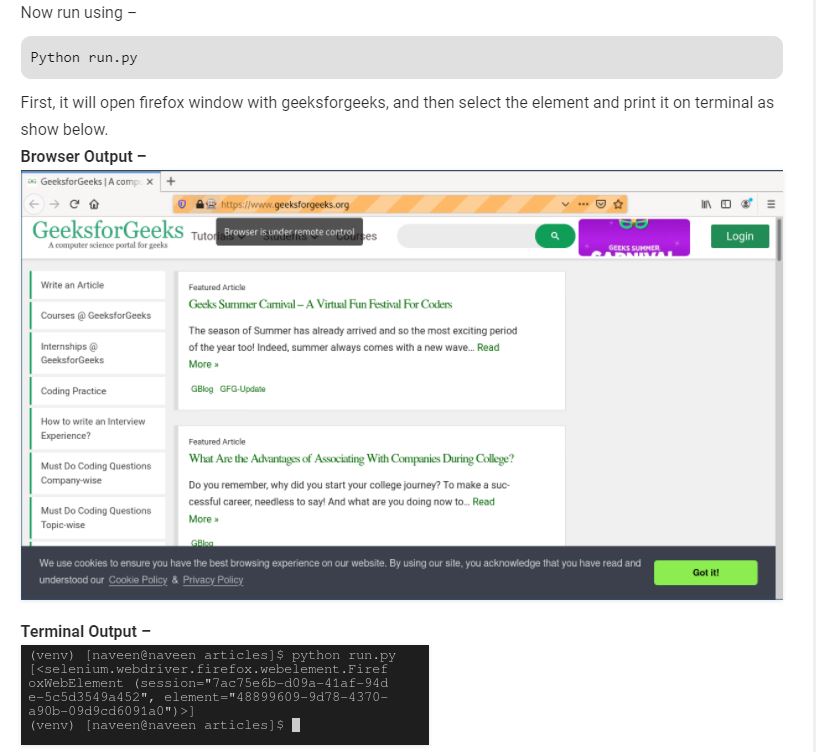 Now run using –
Python run.py
First, it will open firefox window with geeksforgeeks, and then select the element and print it on terminal as
show below.
Browser Output –
GeeksforGeeks | A comp
https://www.geeksforgeeks.org
GeeksforGeeks
A computer science portal for geeks
Tutorials Students Courses
Browser is under remote control
GEEKS SUMMER
CARNIVAL
Login
Write an Article
Courses @ GeeksforGeeks
Internships @
GeeksforGeeks
Coding Practice
How to write an Interview
Experience?
Must Do Coding Questions
Company-wise
Must Do Coding Questions
Topic-wise
Featured Article
Geeks Summer Carnival – A Virtual Fun Festival For Coders
The season of Summer has already arrived and so the most exciting period
of the year too! Indeed, summer always comes with a new wave... Read
More »
GBlog GFG-Update
Featured Article
What Are the Advantages of Associating With Companies During College?
Do you remember, why did you start your college journey? To make a suc-
cessful career, needless to say! And what are you doing now to... Read
More »
GBlog
We use cookies to ensure you have the best browsing experience on our website. By using our site, you acknowledge that you have read and
understood our Cookie Policy & Privacy Policy
Got it!
Terminal Output –
(venv) [naveen@naveen articles]$ python run.py
[<selenium.webdriver.firefox.webelement.Firef
oxWebElement (session="7ac75e6b-d09a-41af-94d
e-5c5d3549a452", element="48899609-9d78-4370-
a90b-09d9cd6091a0")>]
(venv) [naveen@naveen articles]$